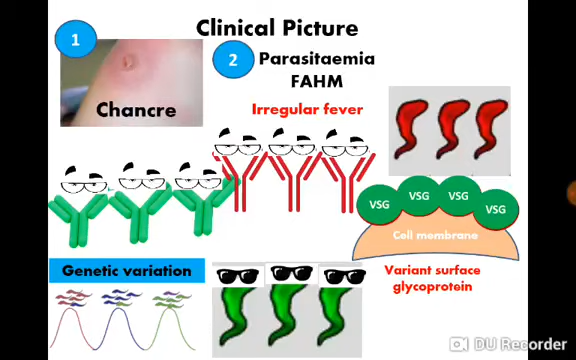 Clinical Picture
1
Chancre
2
Parasitaemia
FAHM
Irregular fever
VSG
VSG
VSG
VSG
Cell membrane
Variant surface
glycoprotein
Genetic variation
DU Recorder